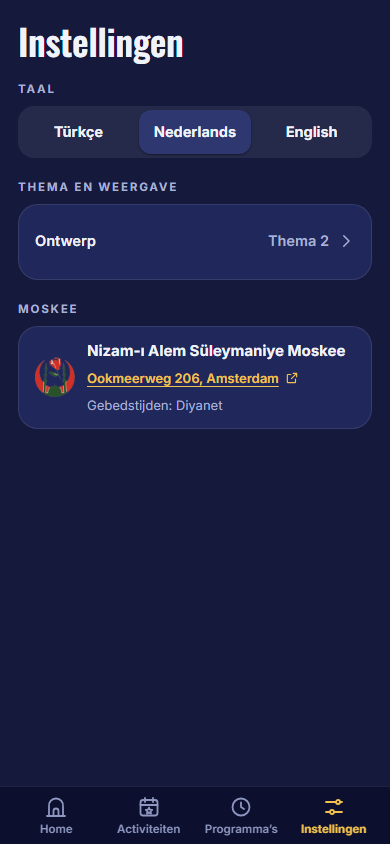 Instellingen
TAAL
Türkçe Nederlands English
THEMA EN WEERGAVE
Ontwerp Thema 2
MOSKEE
Nizam-ı Alem Süleymaniye Moskee
Ookmeerweg 206, Amsterdam
Gebedstijden: Diyanet
Home Activiteiten Programma's Instellingen